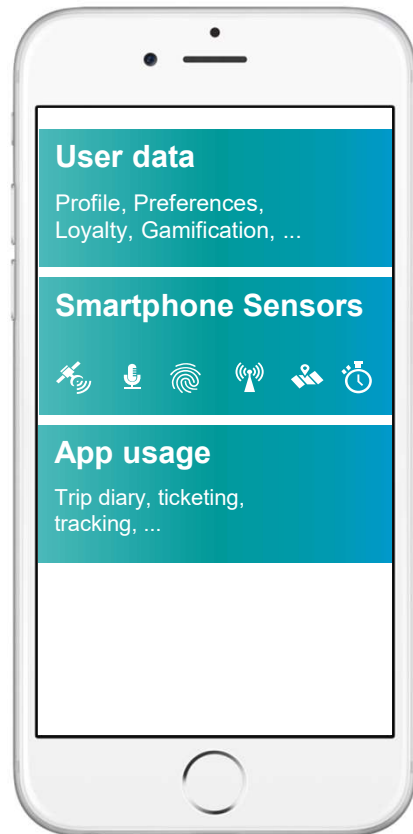 User data
Profile, Preferences,
Loyalty, Gamification, ...
Smartphone Sensors
App usage
Trip diary, ticketing,
tracking, ...